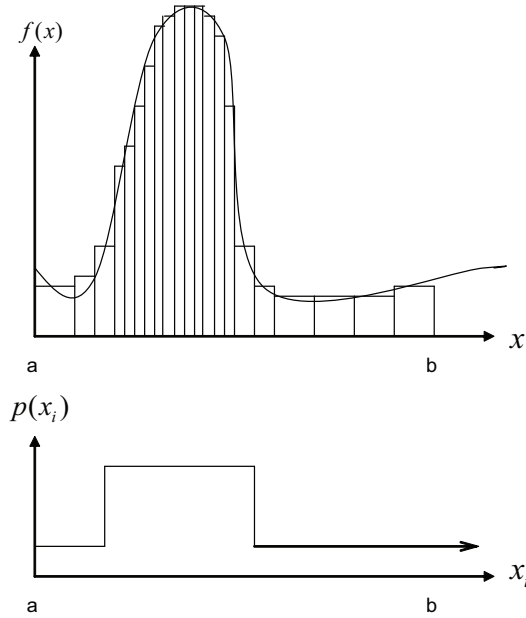 f(x)
x
a b
p(x_i)
x_i
a b